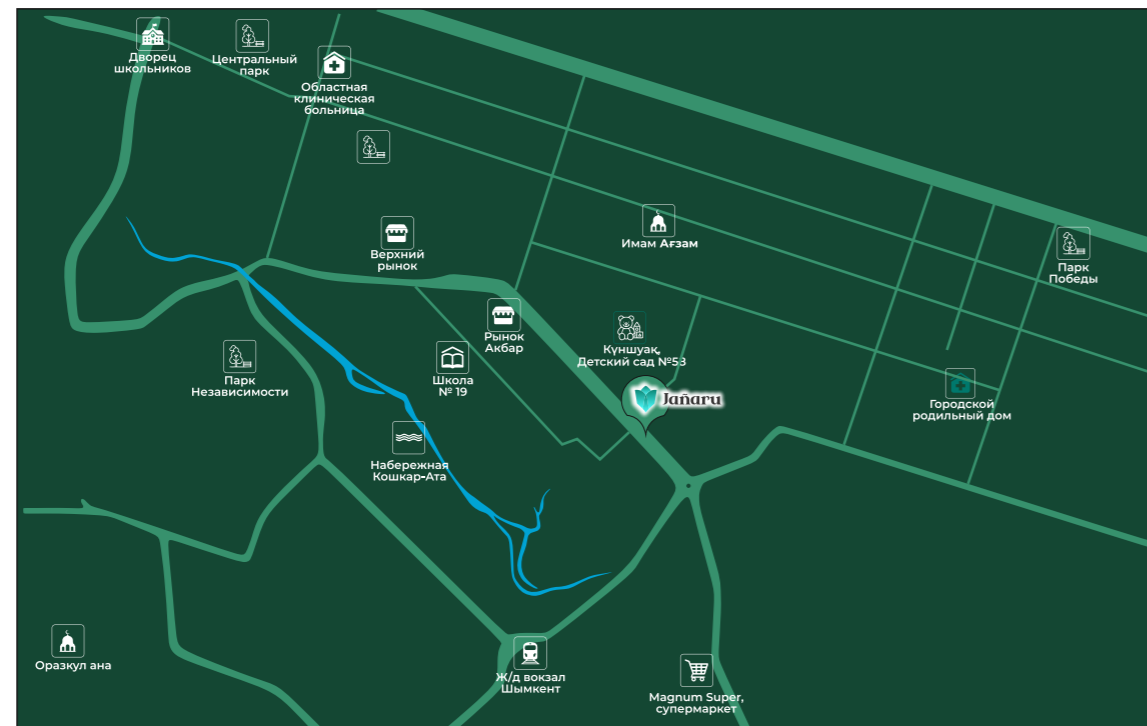 Дворец
школьников
Центральный
парк
Областная
клиническая
больница
Верхний
рынок
Имам Ағзам
Парк
Победы
Рынок
Акбар
Күншуақ,
Детский сад №53
Школа
№ 19
Парк
Независимости
Jańaru
Городской
родильный дом
Набережная
Кошкар-Ата
Оразкул ана
Ж/д вокзал
Шымкент
Magnum Super,
супермаркет